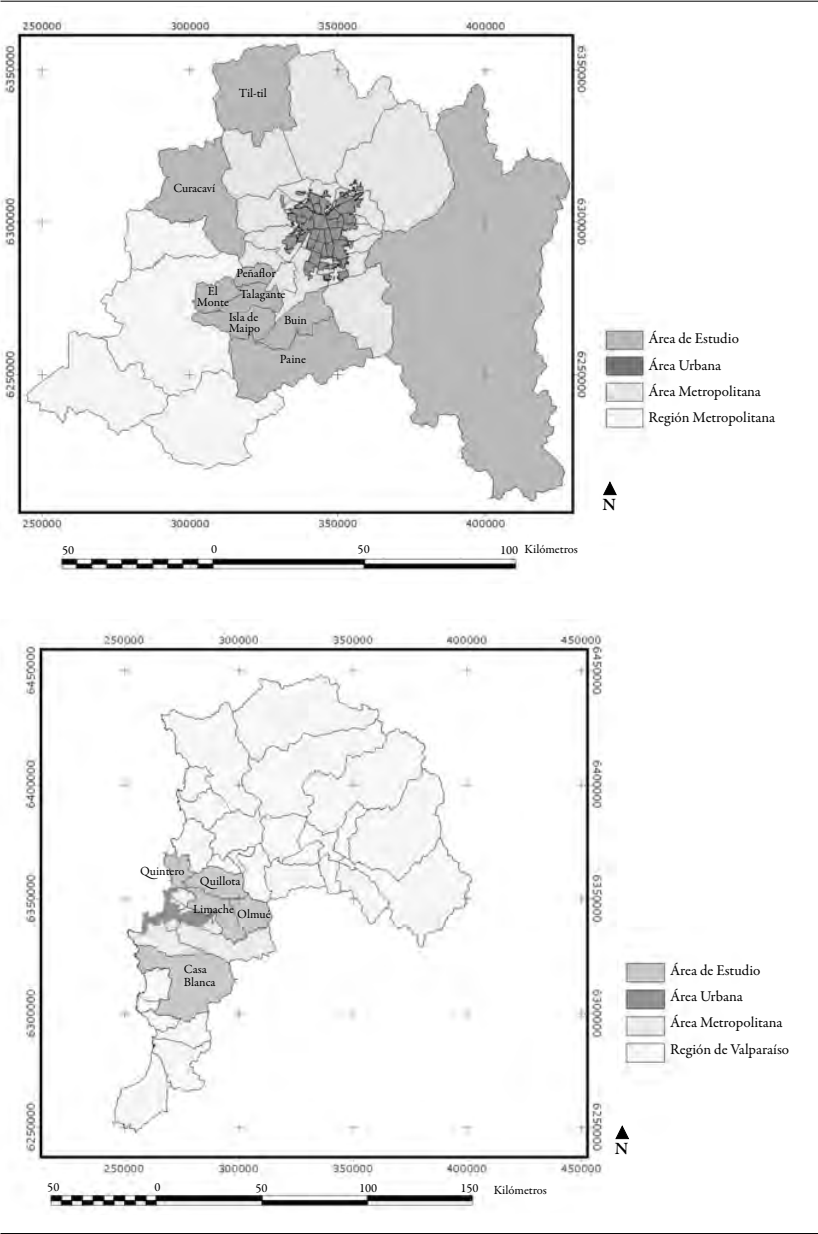 250000 300000 350000 400000
6350000 6350000
Til-til
Curacaví
6300000 6300000
Peñaflor
El
Monte
Talagante
Isla de
Maipo
Buin
Paine
6250000 6250000
250000 300000 350000 400000
Área de Estudio
Área Urbana
Área Metropolitana
Región Metropolitana
N
50 0 50 100 Kilómetros
250000 300000 350000 400000 450000
6450000 6450000
6400000 6400000
Quintero
Quillota
6350000 6350000
Limache
Olmué
Casa
Blanca
6300000 6300000
6250000 6250000
250000 300000 350000 400000 450000
Área de Estudio
Área Urbana
Área Metropolitana
Región de Valparaíso
N
50 0 50 100 150 Kilómetros